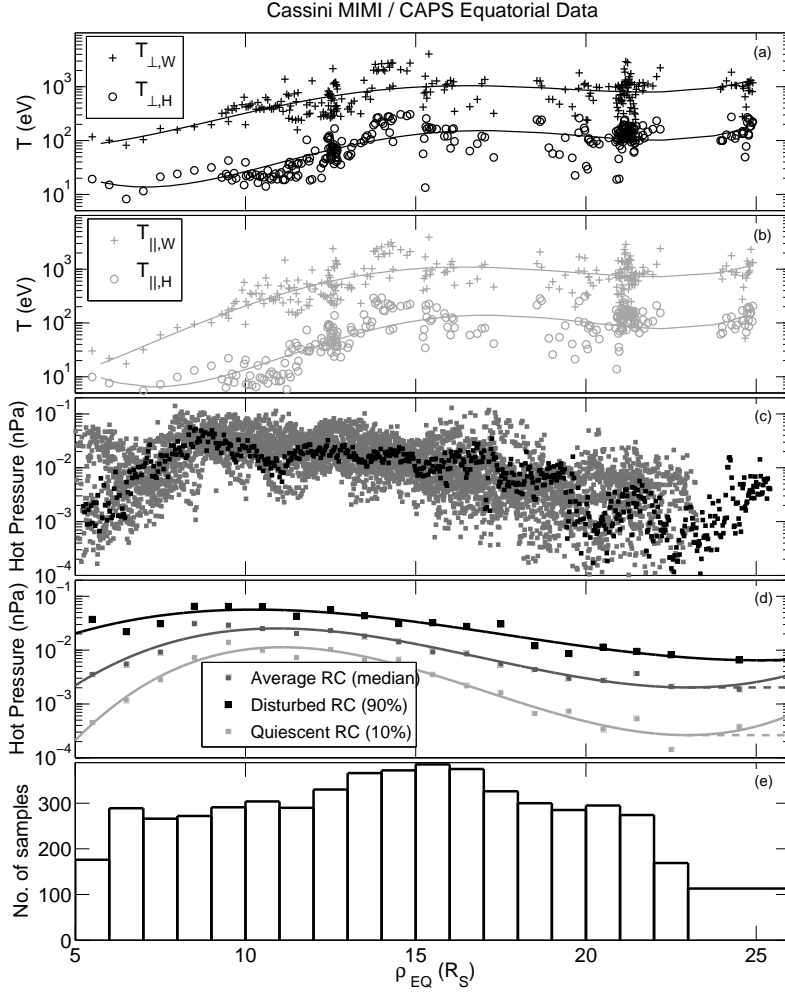 Cassini MIMI / CAPS Equatorial Data
(a)
T⊥,W
T⊥,H
T (eV)
10³
10²
10¹
(b)
T||,W
T||,H
T (eV)
10³
10²
10¹
(c)
Hot Pressure (nPa)
10⁻¹
10⁻²
10⁻³
10⁻⁴
(d)
Hot Pressure (nPa)
10⁻¹
10⁻²
10⁻³
10⁻⁴
Average RC (median)
Disturbed RC (90%)
Quiescent RC (10%)
(e)
No. of samples
300
200
100
0
5 10 15 20 25
ρ EQ (R_S)